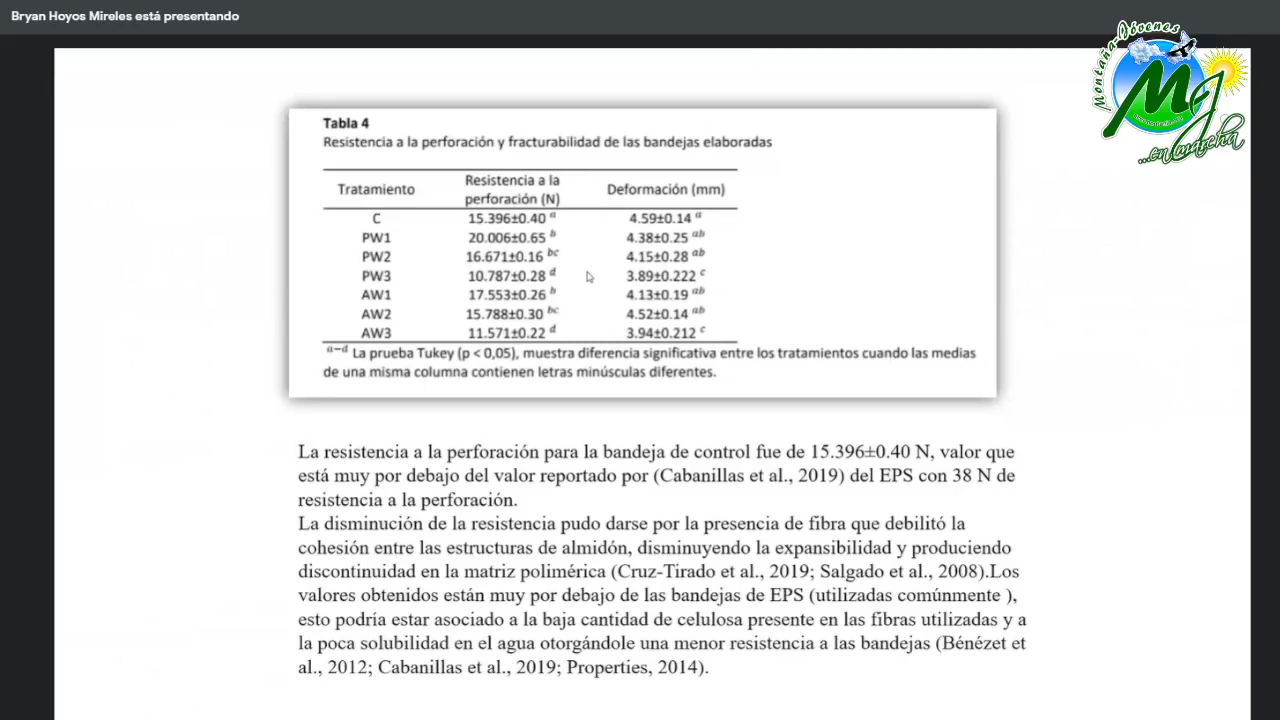 Bryan Hoyos Mireles está presentando
Montaña-Jóvenes
MJ
...en marcha
Tabla 4
Resistencia a la perforación y fracturabilidad de las bandejas elaboradas
Tratamiento Resistencia a la perforación (N) Deformación (mm)
C 15.396±0.40 a 4.59±0.14 a
PW1 20.006±0.65 b 4.38±0.25 ab
PW2 16.671±0.16 bc 4.15±0.28 ab
PW3 10.787±0.28 d 3.89±0.222 c
AW1 17.553±0.26 b 4.13±0.19 ab
AW2 15.788±0.30 bc 4.52±0.14 ab
AW3 11.571±0.22 d 3.94±0.212 c
a-d La prueba Tukey (p < 0,05), muestra diferencia significativa entre los tratamientos cuando las medias
de una misma columna contienen letras minúsculas diferentes.
La resistencia a la perforación para la bandeja de control fue de 15.396±0.40 N, valor que
está muy por debajo del valor reportado por (Cabanillas et al., 2019) del EPS con 38 N de
resistencia a la perforación.
La disminución de la resistencia pudo darse por la presencia de fibra que debilitó la
cohesión entre las estructuras de almidón, disminuyendo la expansibilidad y produciendo
discontinuidad en la matriz polimérica (Cruz-Tirado et al., 2019; Salgado et al., 2008).Los
valores obtenidos están muy por debajo de las bandejas de EPS (utilizadas comúnmente ),
esto podría estar asociado a la baja cantidad de celulosa presente en las fibras utilizadas y a
la poca solubilidad en el agua otorgándole una menor resistencia a las bandejas (Bénézet et
al., 2012; Cabanillas et al., 2019; Properties, 2014).